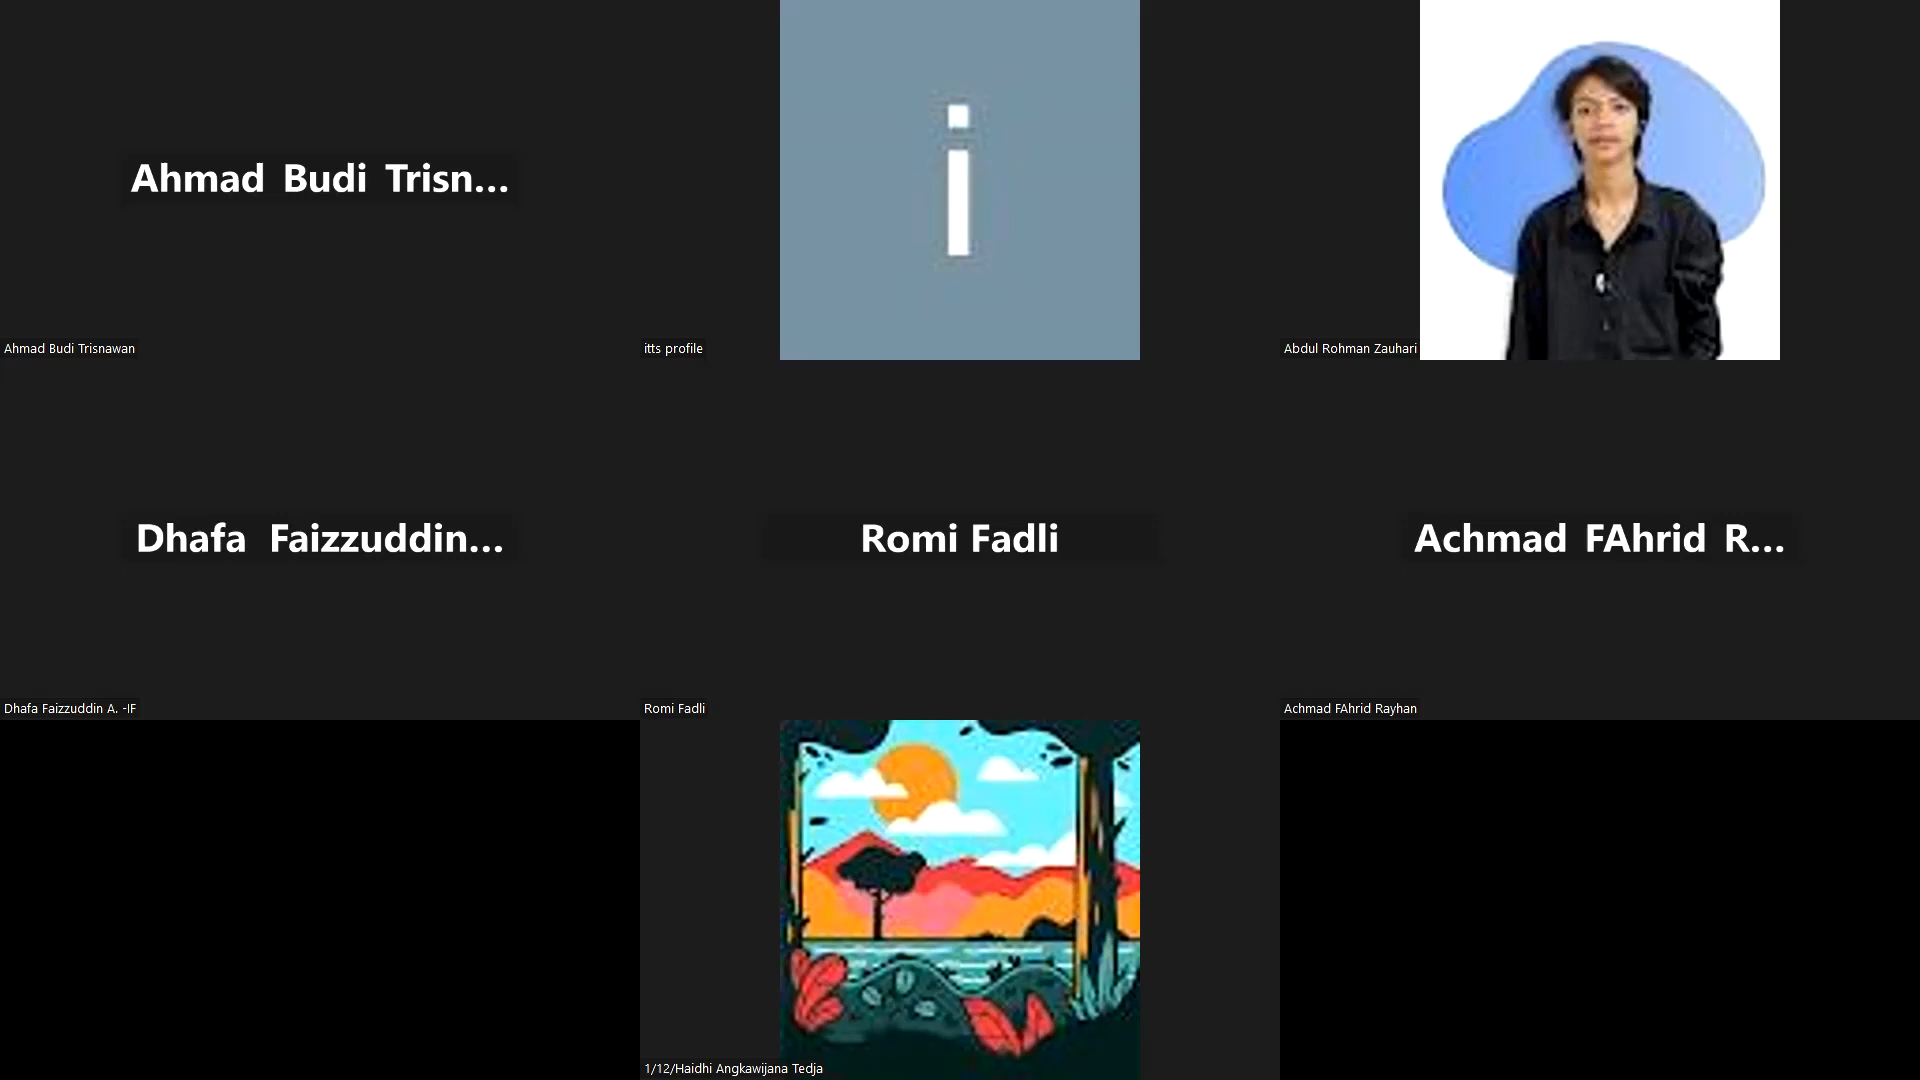 Ahmad Budi Trisn...
i
Ahmad Budi Trisnawan
itts profile
Abdul Rohman Zauhari
Dhafa Faizzuddin...
Romi Fadli
Achmad FAhrid R...
Dhafa Faizzuddin A. -IF
Romi Fadli
Achmad FAhrid Rayhan
1/12/Haidhi Angkawijana Tedja